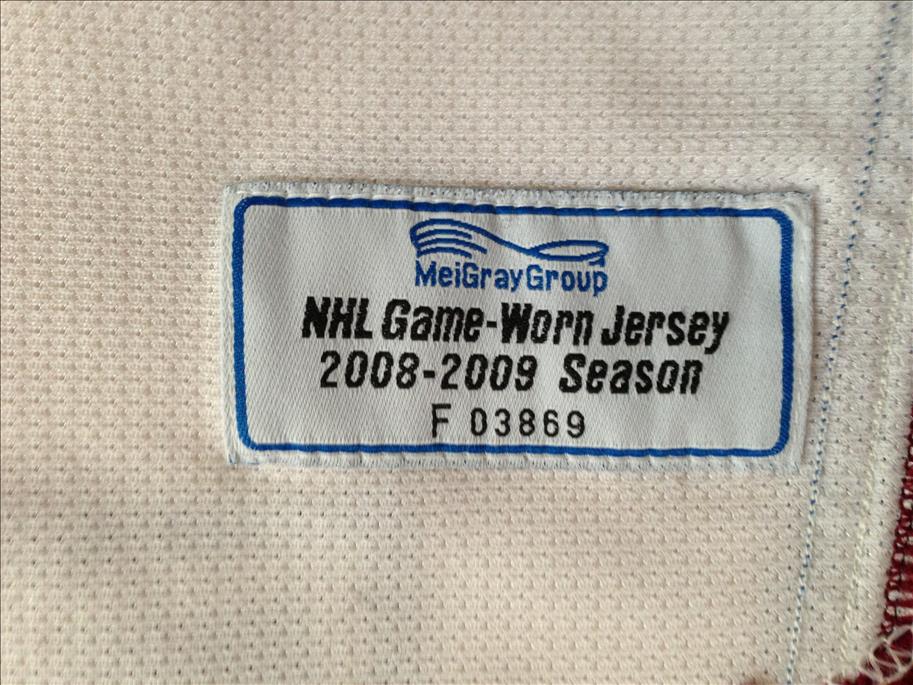 MeiGrayGroup
NHL Game-Worn Jersey
2008-2009 Season
F 03869